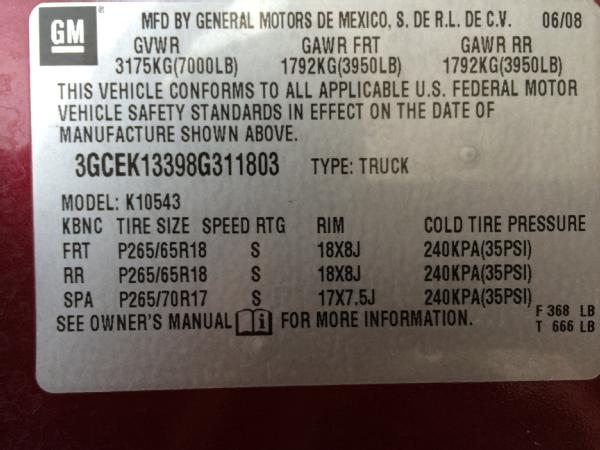 GM
MFD BY GENERAL MOTORS DE MEXICO, S. DE R.L. DE C.V. 06/08
GVWR GAWR FRT GAWR RR
3175KG(7000LB) 1792KG(3950LB) 1792KG(3950LB)
THIS VEHICLE CONFORMS TO ALL APPLICABLE U.S. FEDERAL MOTOR
VEHICLE SAFETY STANDARDS IN EFFECT ON THE DATE OF
MANUFACTURE SHOWN ABOVE.
3GCEK13398G311803 TYPE: TRUCK
MODEL: K10543
KBNC TIRE SIZE SPEED RTG RIM COLD TIRE PRESSURE
FRT P265/65R18 S 18X8J 240KPA(35PSI)
RR P265/65R18 S 18X8J 240KPA(35PSI)
SPA P265/70R17 S 17X7.5J 240KPA(35PSI)
SEE OWNER'S MANUAL i FOR MORE INFORMATION.
F 368 LB
T 666 LB